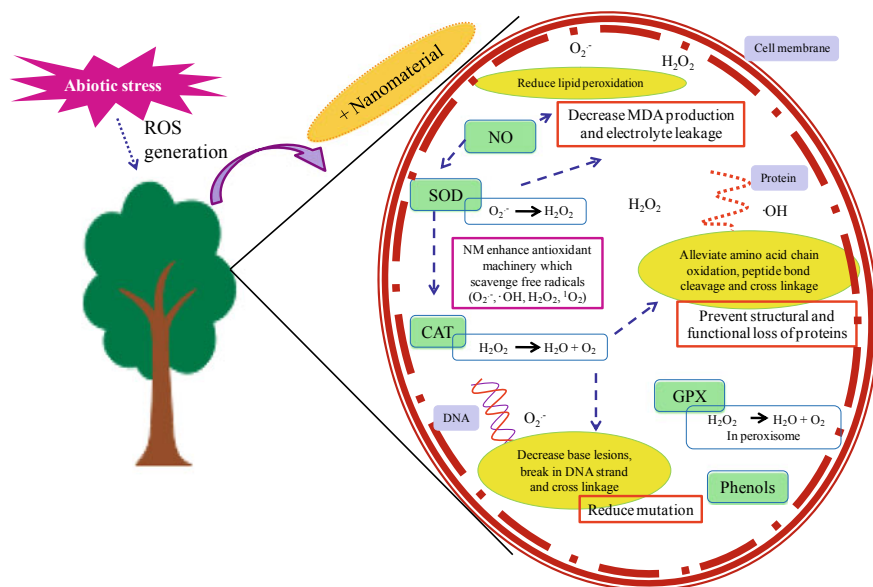 Abiotic stress
ROS
generation
+ Nanomaterial
Cell membrane
O₂·⁻
H₂O₂
Reduce lipid peroxidation
Decrease MDA production
and electrolyte leakage
NO
SOD
O₂·⁻ → H₂O₂
H₂O₂
Protein
·OH
NM enhance antioxidant
machinery which
scavenge free radicals
(O₂·⁻, ·OH, H₂O₂, ¹O₂)
Alleviate amino acid chain
oxidation, peptide bond
cleavage and cross linkage
Prevent structural and
functional loss of proteins
CAT
H₂O₂ → H₂O + O₂
DNA
O₂·⁻
Decrease base lesions,
break in DNA strand
and cross linkage
Reduce mutation
GPX
H₂O₂ → H₂O + O₂
In peroxisome
Phenols